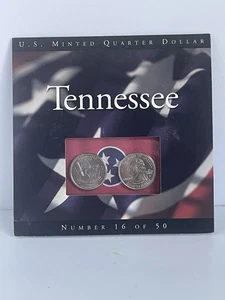 U.S. Minted Quarter Dollar
Tennessee
Number 16 of 50